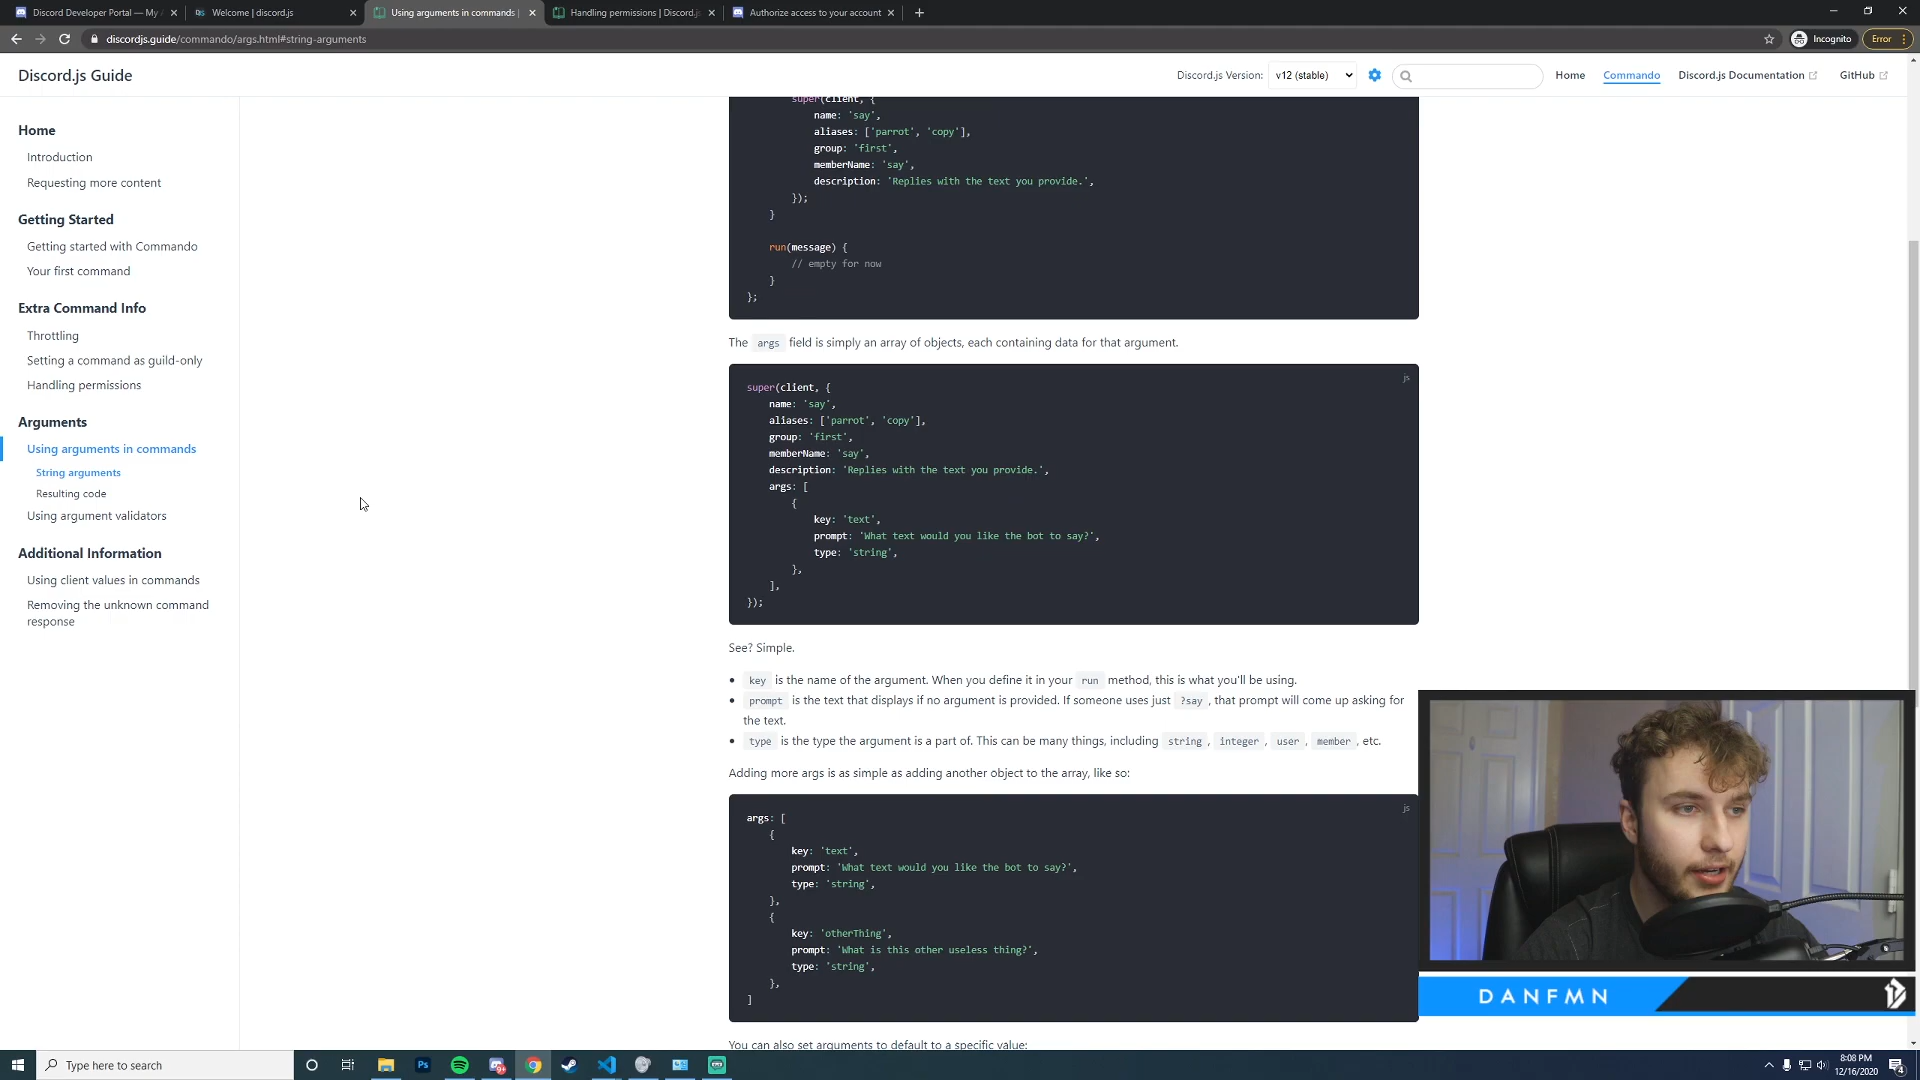 Discord Developer Portal — My
Welcome | discord.js
Using arguments in commands |
Handling permissions | Discord.js
Authorize access to your account
discordjs.guide/commando/args.html#string-arguments
Incognito
Error
Discord.js Guide
Discord.js Version:
v12 (stable)
Home
Commando
Discord.js Documentation
GitHub
Home
Introduction
Requesting more content
Getting Started
Getting started with Commando
Your first command
Extra Command Info
Throttling
Setting a command as guild-only
Handling permissions
Arguments
Using arguments in commands
String arguments
Resulting code
Using argument validators
Additional Information
Using client values in commands
Removing the unknown command
response
super(client, {
name: 'say',
aliases: ['parrot', 'copy'],
group: 'first',
memberName: 'say',
description: 'Replies with the text you provide.',
});
}
run(message) {
// empty for now
}
};
The args field is simply an array of objects, each containing data for that argument.
js
super(client, {
name: 'say',
aliases: ['parrot', 'copy'],
group: 'first',
memberName: 'say',
description: 'Replies with the text you provide.',
args: [
{
key: 'text',
prompt: 'What text would you like the bot to say?',
type: 'string',
},
],
});
See? Simple.
• key is the name of the argument. When you define it in your run method, this is what you'll be using.
• prompt is the text that displays if no argument is provided. If someone uses just ?say, that prompt will come up asking for
the text.
• type is the type the argument is a part of. This can be many things, including string, integer, user, member, etc.
Adding more args is as simple as adding another object to the array, like so:
js
args: [
{
key: 'text',
prompt: 'What text would you like the bot to say?',
type: 'string',
},
{
key: 'otherThing',
prompt: 'What is this other useless thing?',
type: 'string',
},
]
You can also set arguments to default to a specific value:
DANFMN
Type here to search
Ps
8:08 PM
12/16/2020
4